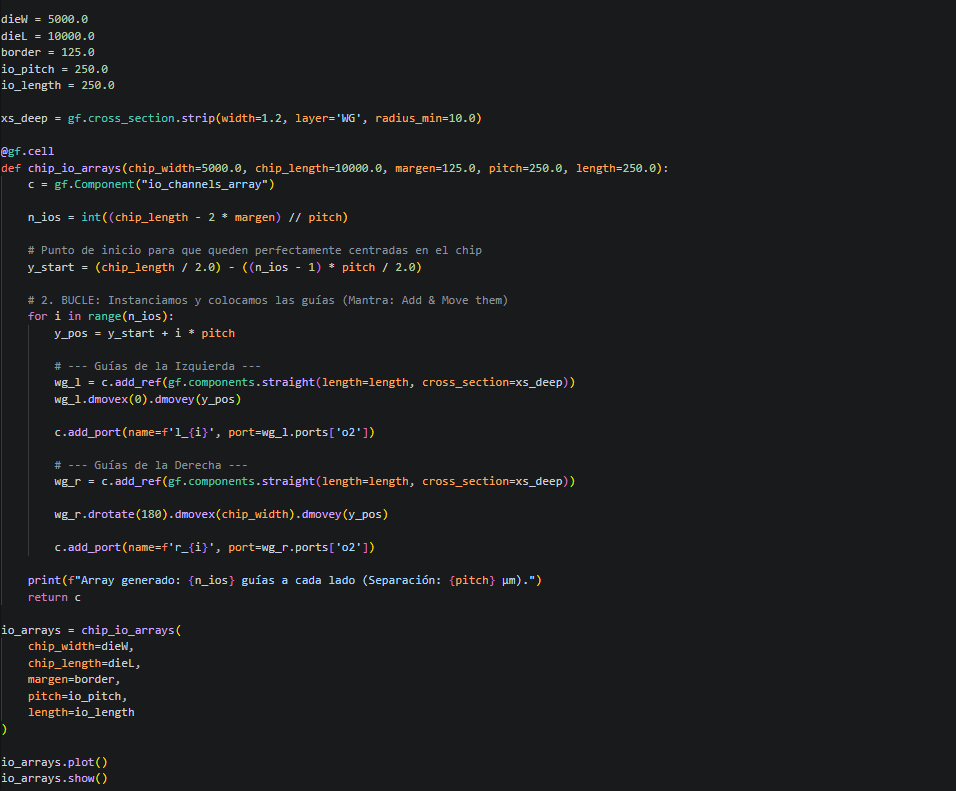 dieW = 5000.0
dieL = 10000.0
border = 125.0
io_pitch = 250.0
io_length = 250.0

xs_deep = gf.cross_section.strip(width=1.2, layer='WG', radius_min=10.0)

@gf.cell
def chip_io_arrays(chip_width=5000.0, chip_length=10000.0, margen=125.0, pitch=250.0, length=250.0):
    c = gf.Component("io_channels_array")

    n_ios = int((chip_length - 2 * margen) // pitch)

    # Punto de inicio para que queden perfectamente centradas en el chip
    y_start = (chip_length / 2.0) - ((n_ios - 1) * pitch / 2.0)

    # 2. BUCLE: Instanciamos y colocamos las guías (Mantra: Add & Move them)
    for i in range(n_ios):
        y_pos = y_start + i * pitch

        # --- Guías de la Izquierda ---
        wg_l = c.add_ref(gf.components.straight(length=length, cross_section=xs_deep))
        wg_l.dmovex(0).dmovey(y_pos)

        c.add_port(name=f'l_{i}', port=wg_l.ports['o2'])

        # --- Guías de la Derecha ---
        wg_r = c.add_ref(gf.components.straight(length=length, cross_section=xs_deep))

        wg_r.drotate(180).dmovex(chip_width).dmovey(y_pos)

        c.add_port(name=f'r_{i}', port=wg_r.ports['o2'])

    print(f"Array generado: {n_ios} guías a cada lado (Separación: {pitch} µm).")
    return c

io_arrays = chip_io_arrays(
    chip_width=dieW,
    chip_length=dieL,
    margen=border,
    pitch=io_pitch,
    length=io_length
)

io_arrays.plot()
io_arrays.show()